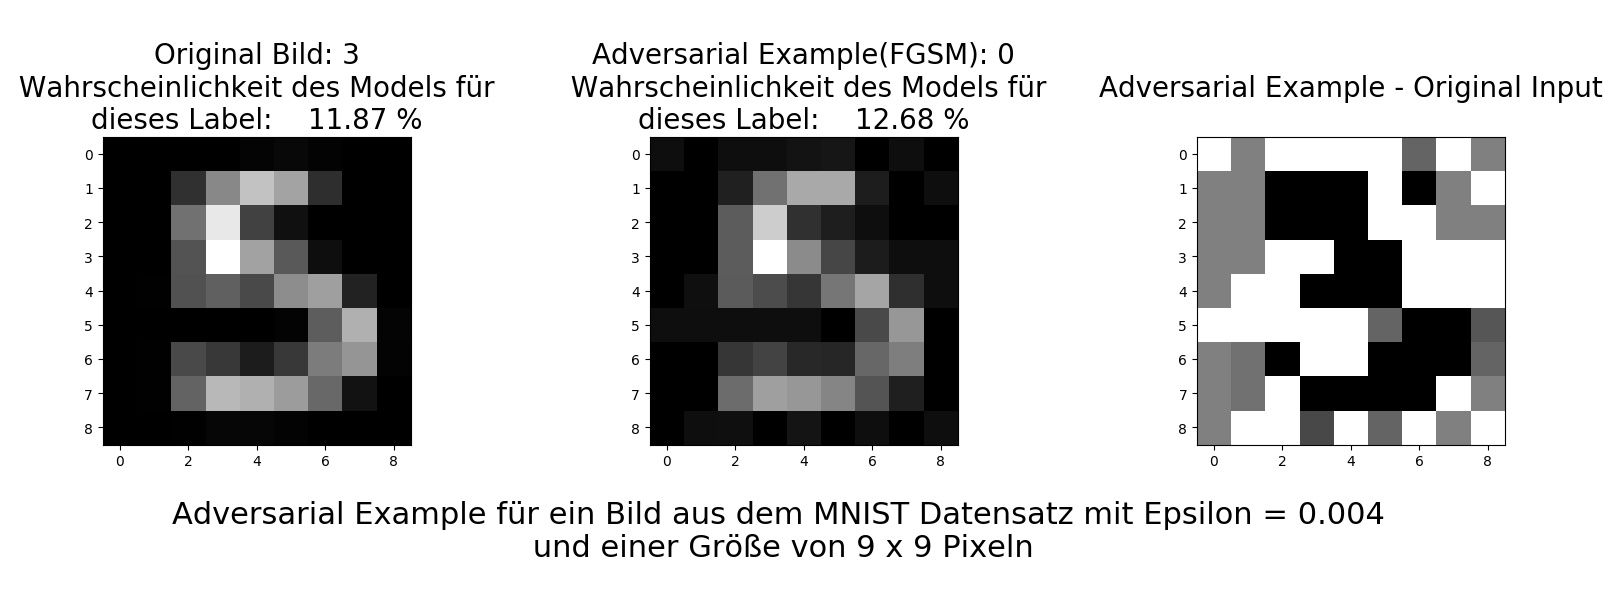 Original Bild: 3
Wahrscheinlichkeit des Models für
dieses Label: 11.87 %
Adversarial Example(FGSM): 0
Wahrscheinlichkeit des Models für
dieses Label: 12.68 %
Adversarial Example - Original Input
0
1
2
3
4
5
6
7
8
0 2 4 6 8
0
1
2
3
4
5
6
7
8
0 2 4 6 8
0
1
2
3
4
5
6
7
8
0 2 4 6 8
Adversarial Example für ein Bild aus dem MNIST Datensatz mit Epsilon = 0.004
und einer Größe von 9 x 9 Pixeln